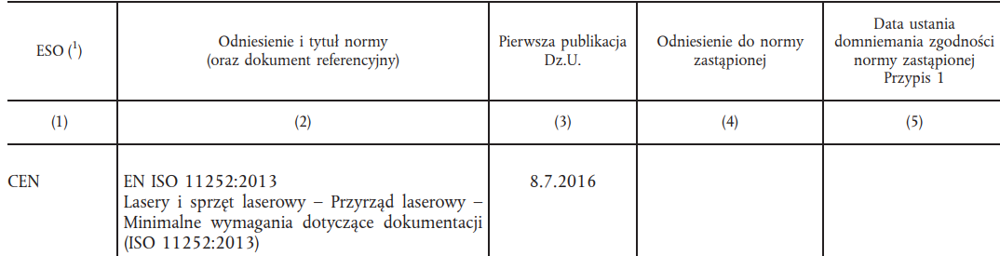 ESO (¹)
Odniesienie i tytuł normy
(oraz dokument referencyjny)
Pierwsza publikacja
Dz.U.
Odniesienie do normy
zastąpionej
Data ustania
domniemania zgodności
normy zastąpionej
Przypis 1
(1)
(2)
(3)
(4)
(5)
CEN
EN ISO 11252:2013
Lasery i sprzęt laserowy – Przyrząd laserowy –
Minimalne wymagania dotyczące dokumentacji
(ISO 11252:2013)
8.7.2016